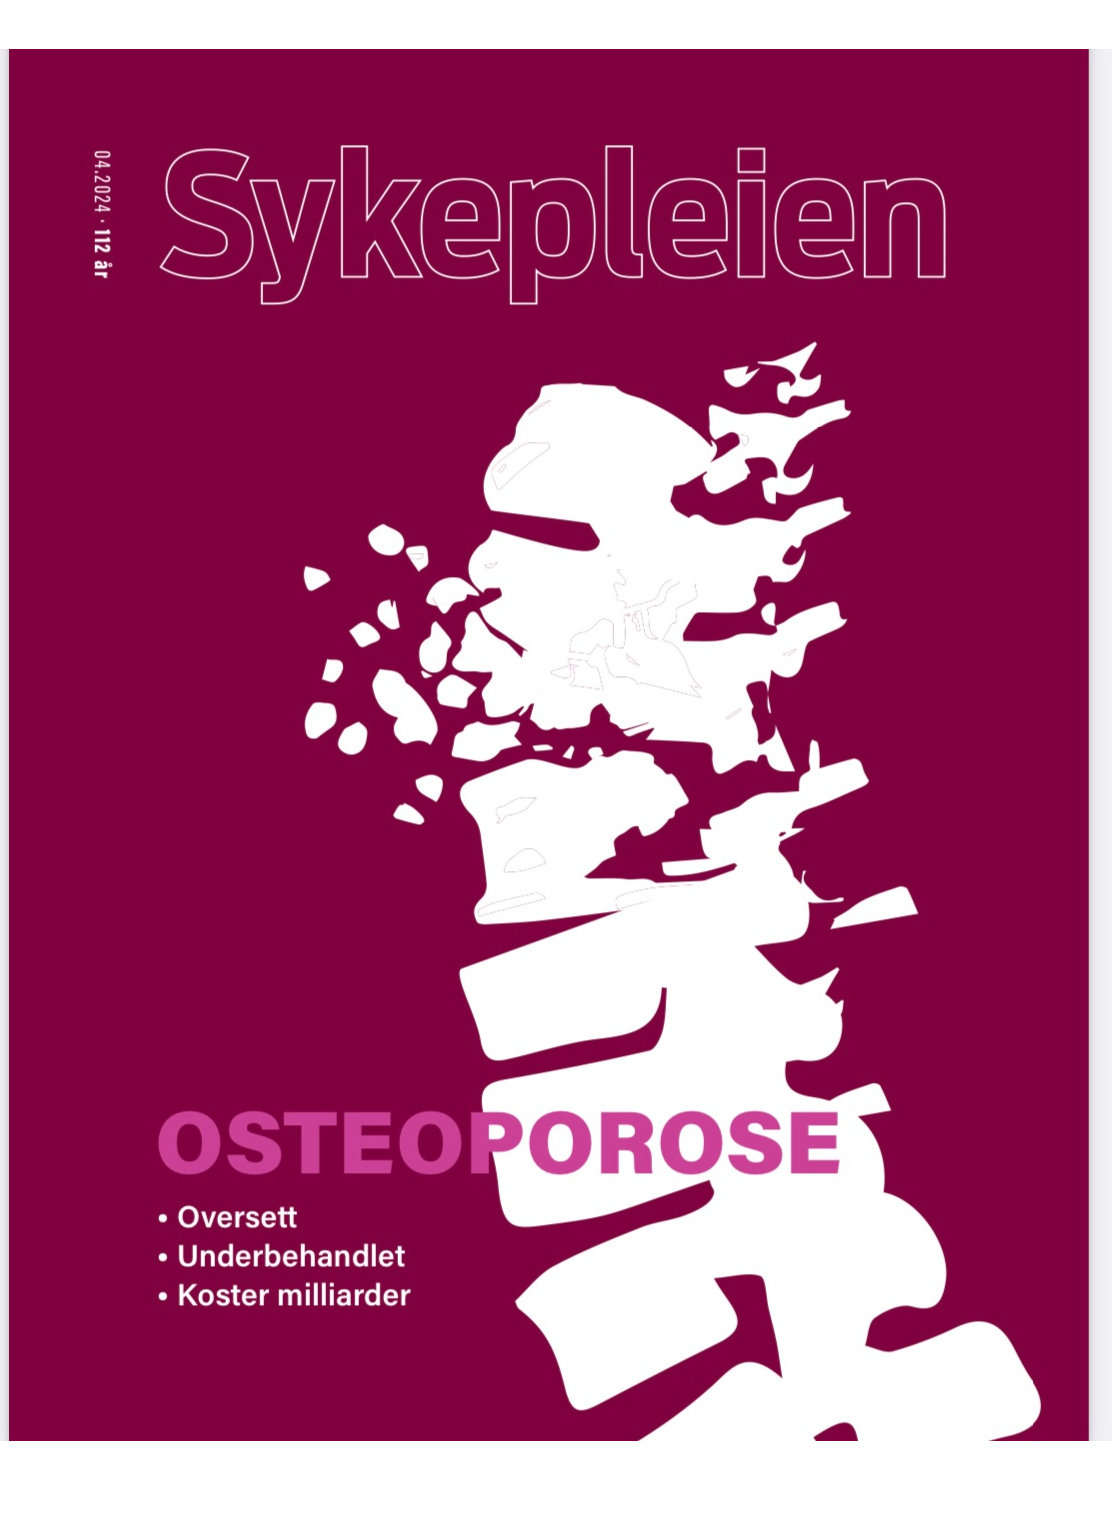 04.2024 · 112 år
Sykepleien
OSTEOPOROSE
• Oversett
• Underbehandlet
• Koster milliarder